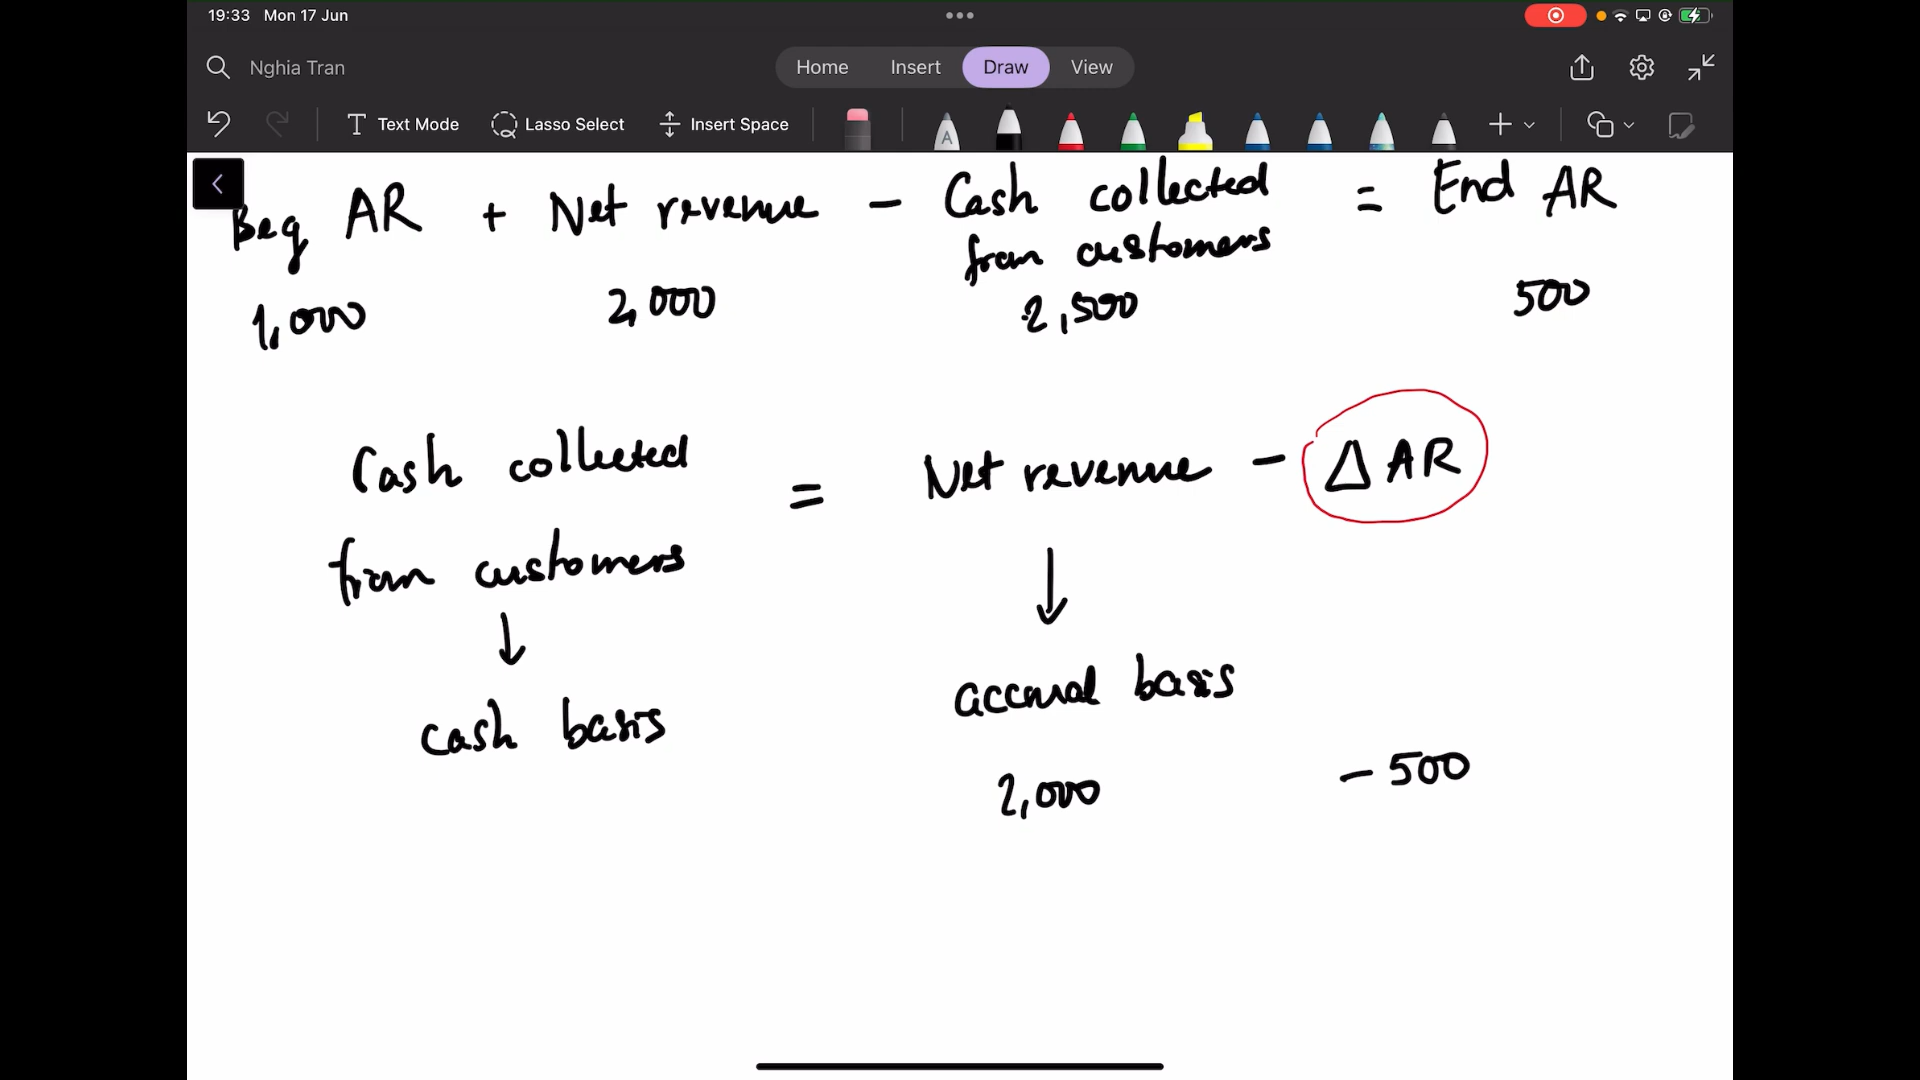 19:33 Mon 17 Jun
Nghia Tran
Home Insert Draw View
Text Mode Lasso Select Insert Space
A
Beg AR + Net revenue - Cash collected = End AR
from customers
1,000 2,000 2,500 500
Cash collected = Net revenue - Δ AR
from customers
↓ ↓
cash basis accrual basis
2,000 - 500